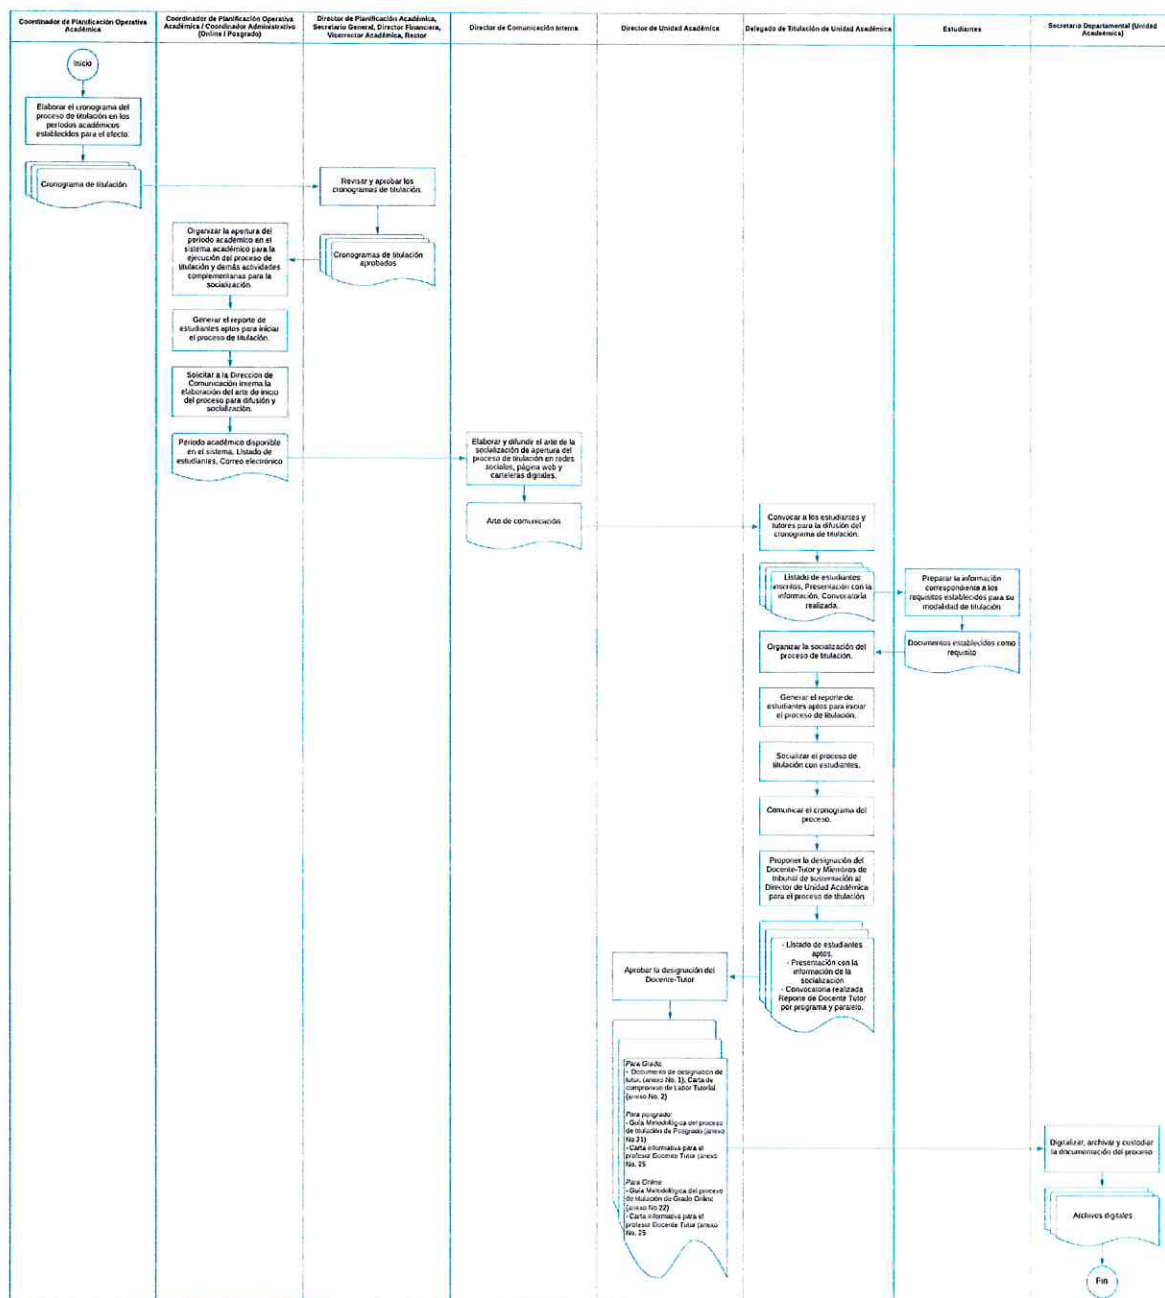 Coordinador de Planificación Operativa
Académica
Coordinador de Planificación Operativa
Académica / Coordinador Administrativo
(Online / Posgrado)
Director de Planificación Académica,
Secretario General, Director Financiera,
Vicerrector Académica, Rector
Director de Comunicación Interna
Director de Unidad Académica
Delegado de Titulación de Unidad Académica
Estudiantes
Secretario Departamental (Unidad
Académica)
Inicio
Elaborar el cronograma del
proceso de titulación en los
períodos académicos
establecidos para el efecto.
Cronograma de titulación
Revisar y aprobar los
cronogramas de titulación.
Cronogramas de titulación
aprobados
Organizar la apertura del
período académico en el
sistema académico para la
ejecución del proceso de
titulación y demás actividades
complementarias para la
socialización.
Generar el reporte de
estudiantes aptos para iniciar
el proceso de titulación.
Solicitar a la Dirección de
Comunicación interna la
elaboración del arte de inicio
del proceso para difusión y
socialización.
Período académico disponible
en el sistema, Listado de
estudiantes, Correo electrónico
Elaborar y difunde el arte de la
socialización de apertura del
proceso de titulación en redes
sociales, página web y
carteleras digitales.
Arte de comunicación
Convocar a los estudiantes y
tutores para la difusión del
cronograma de titulación.
Listado de estudiantes
inscritos, Presentación con la
información, Convocatoria
realizada.
Preparar la información
correspondiente a los
requisitos establecidos para su
modalidad de titulación
Documentos establecidos como
requisito
Organizar la socialización del
proceso de titulación.
Generar el reporte de
estudiantes aptos para iniciar
el proceso de titulación.
Socializar el proceso de
titulación con estudiantes.
Comunicar el cronograma del
proceso.
Proponer la designación del
Docente-Tutor y Miembros de
tribunal de sustentación al
Director de Unidad Académica
para el proceso de titulación
- Listado de estudiantes
aptos.
- Presentación con la
información de la
socialización
- Convocatoria realizada
Reporte de Docente Tutor
por programa y paralelo.
Aprobar la designación del
Docente-Tutor
Para Grado:
- Documento de designación de
tutor, (anexo No. 1), Carta de
compromiso de Labor Tutorial
(anexo No. 2)
Para posgrado:
- Guía Metodológica del proceso
de titulación de Posgrado (anexo
No.21)
- Carta informativa para el
profesor Docente Tutor (anexo
No. 25
Para Online
- Guía Metodológica del proceso
de titulación de Grado Online
(anexo No.22)
- Carta informativa para el
profesor Docente Tutor (anexo
No. 25
Digitalizar, archivar y custodiar
la documentación del proceso
Archivos digitales
Fin